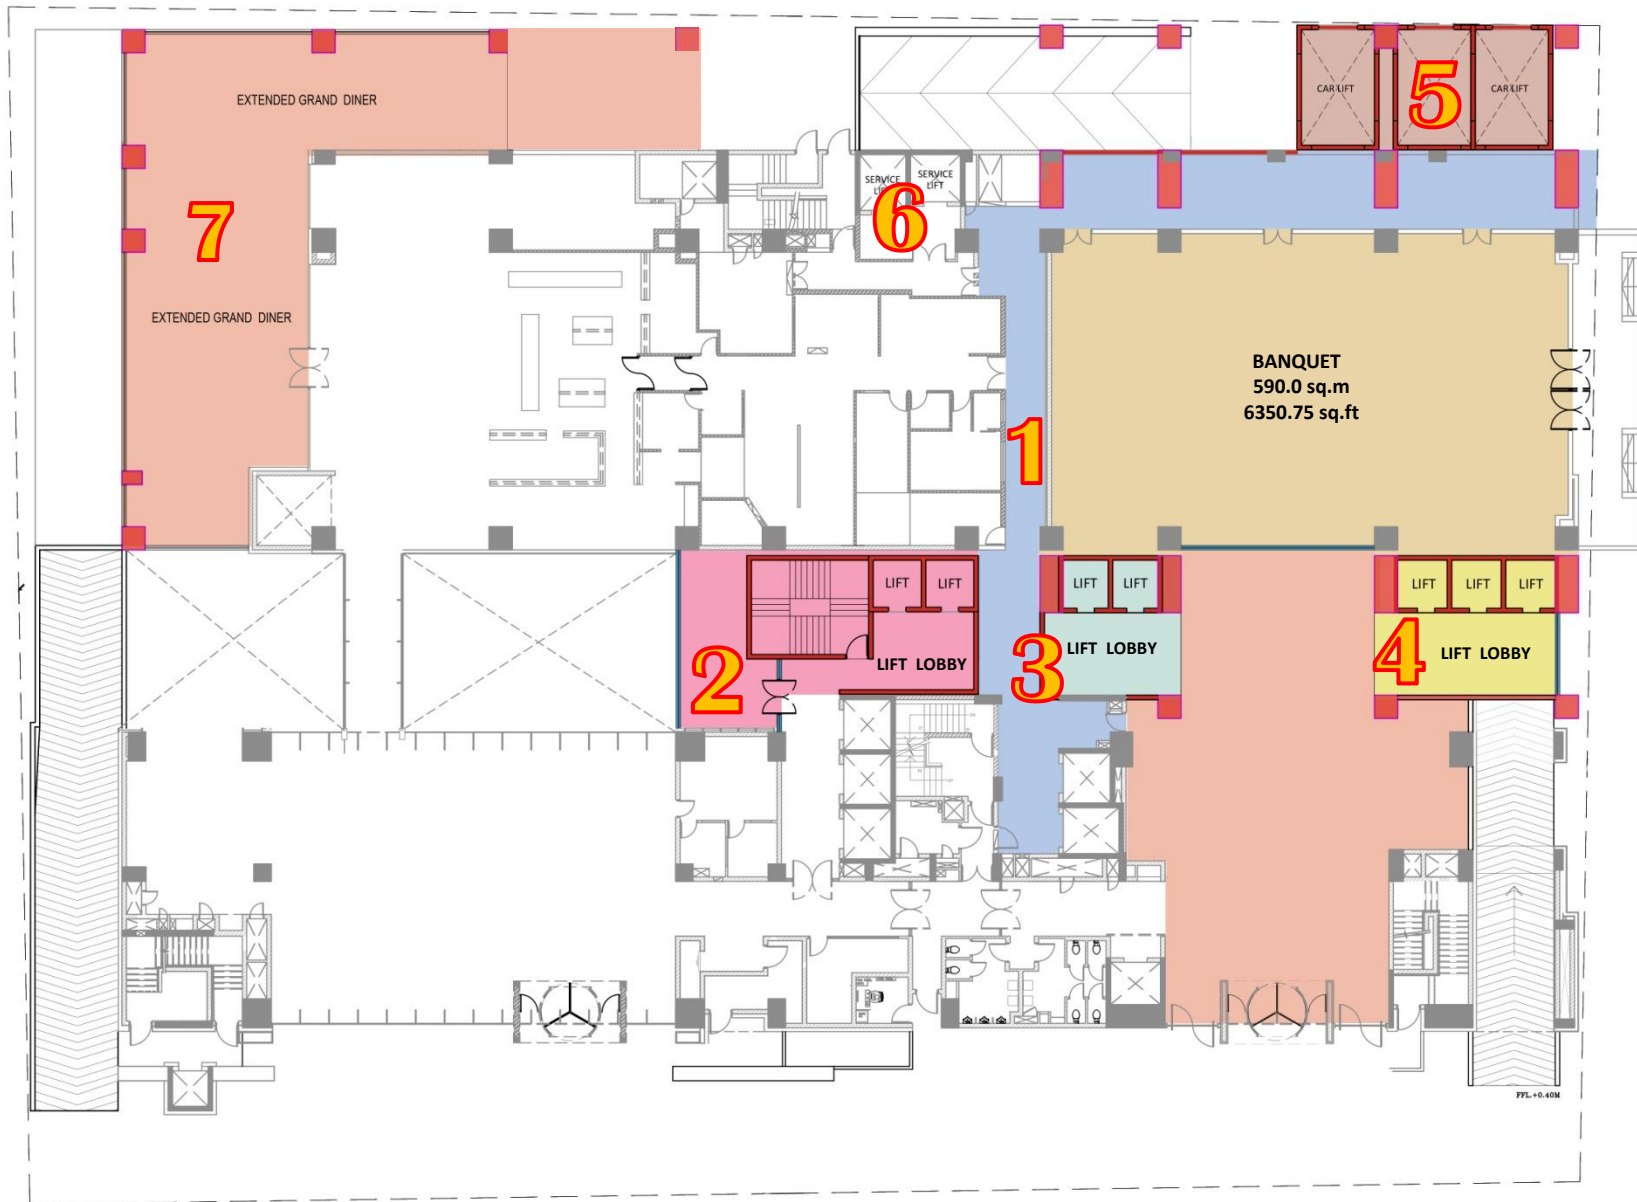 EXTENDED GRAND DINER
CAR LIFT
5
CAR LIFT
SERVICE
LIFT
SERVICE
LIFT
6
7
EXTENDED GRAND DINER
BANQUET
590.0 sq.m
6350.75 sq.ft
1
LIFT
LIFT
LIFT
LIFT
LIFT
LIFT
LIFT
2
LIFT LOBBY
3
LIFT LOBBY
4
LIFT LOBBY
FFL.+0.40M